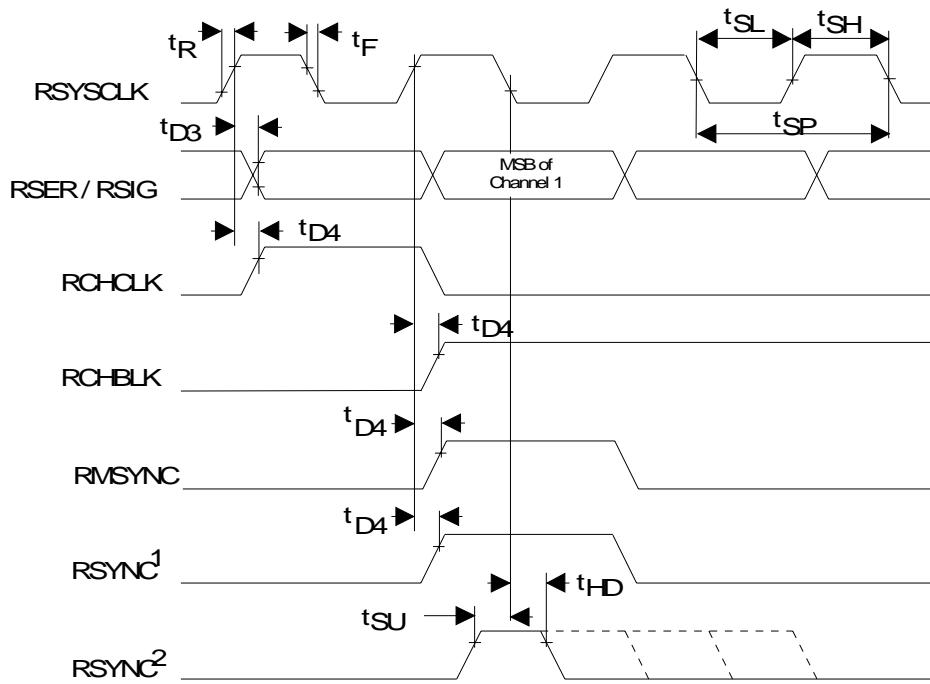 tR tF tSL tSH
RSYSCLK
tD3 tSP
MSB of
Channel 1
RSER / RSIG
tD4
RCHCLK
tD4
RCHBLK
tD4
RMSYNC
tD4
RSYNC1
tHD
tSU
RSYNC2